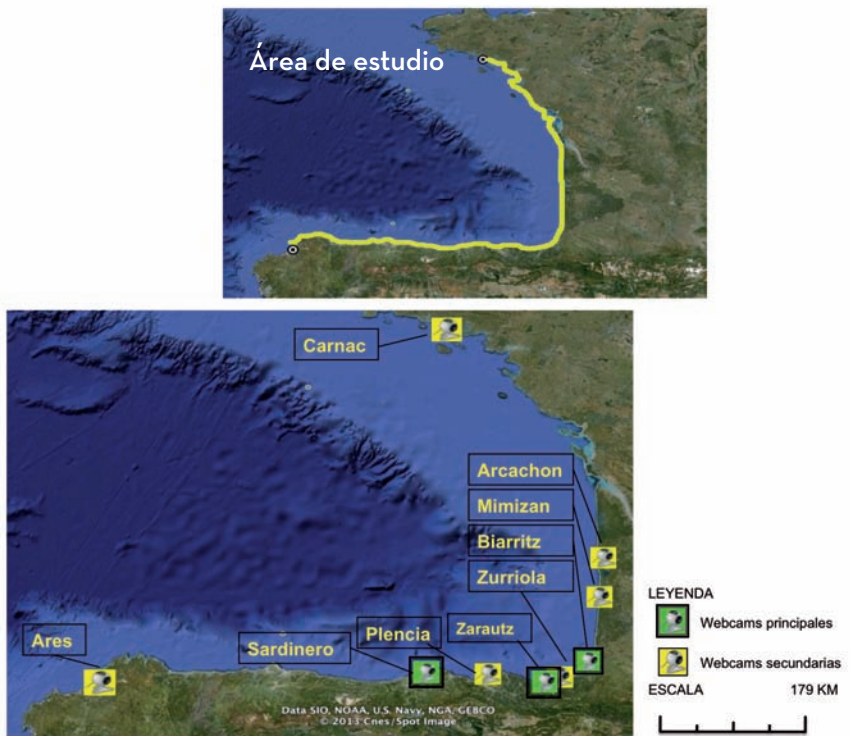 Área de estudio
Carnac
Arcachon
Mimizan
Biarritz
Zurriola
Zarautz
Plencia
Sardinero
Ares
Data SIO, NOAA, U.S. Navy, NGA, GEBCO
© 2013 Cnes/Spot Image
LEYENDA
Webcams principales
Webcams secundarias
ESCALA 179 KM